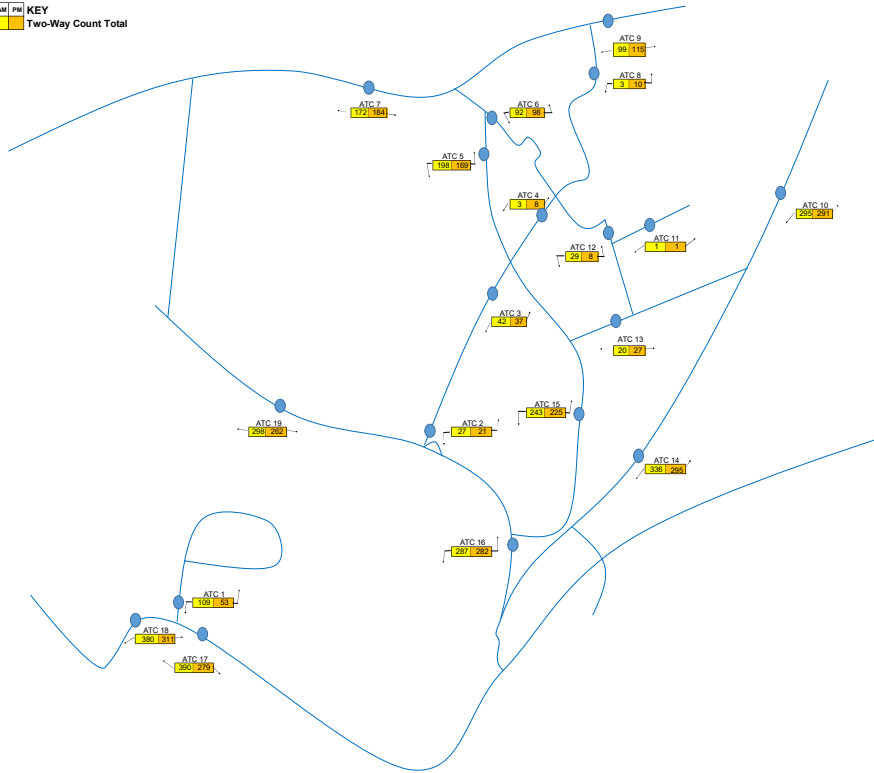 AM PM KEY
Two-Way Count Total
ATC 9
99 115
ATC 8
3 10
ATC 7
172 184
ATC 6
92 98
ATC 5
198 169
ATC 4
3 8
ATC 10
295 291
ATC 11
1 1
ATC 12
29 8
ATC 3
42 37
ATC 13
20 27
ATC 15
243 225
ATC 19
298 262
ATC 2
27 21
ATC 14
336 295
ATC 16
287 282
ATC 1
109 53
ATC 18
380 311
ATC 17
390 279